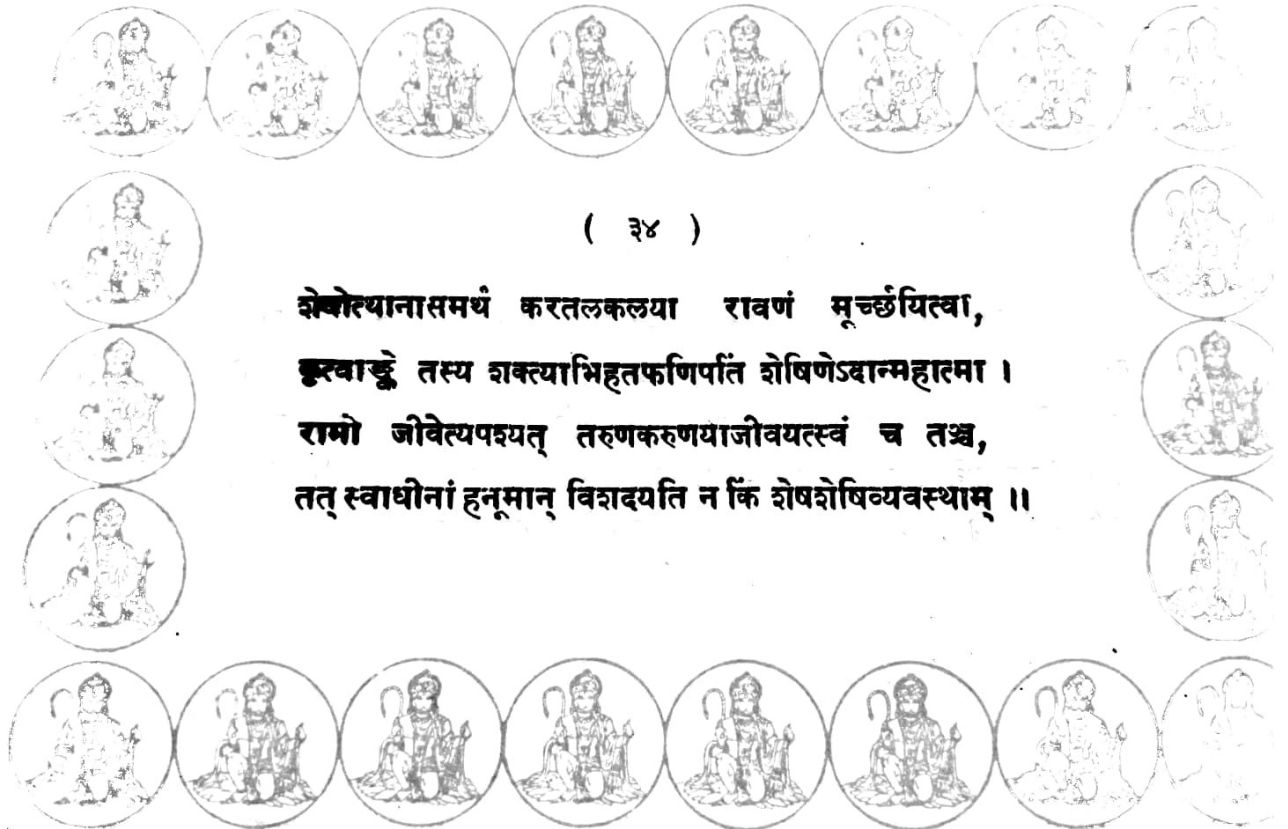 ( ३४ )
शेषोत्थानासमर्थं करतलकलया रावणं मूर्च्छयित्वा,
कृत्वाङ्के तस्य शक्त्याभिहतफणिपतिं शेषिणेऽदान्महात्मा ।
रामो जीवेत्यपश्यत् तरुणकरुणयाजीवयत्स्वं च तञ्च,
तत् स्वाधीनां हनूमान् विशदयति न किं शेषशेषिव्यवस्थाम् ॥